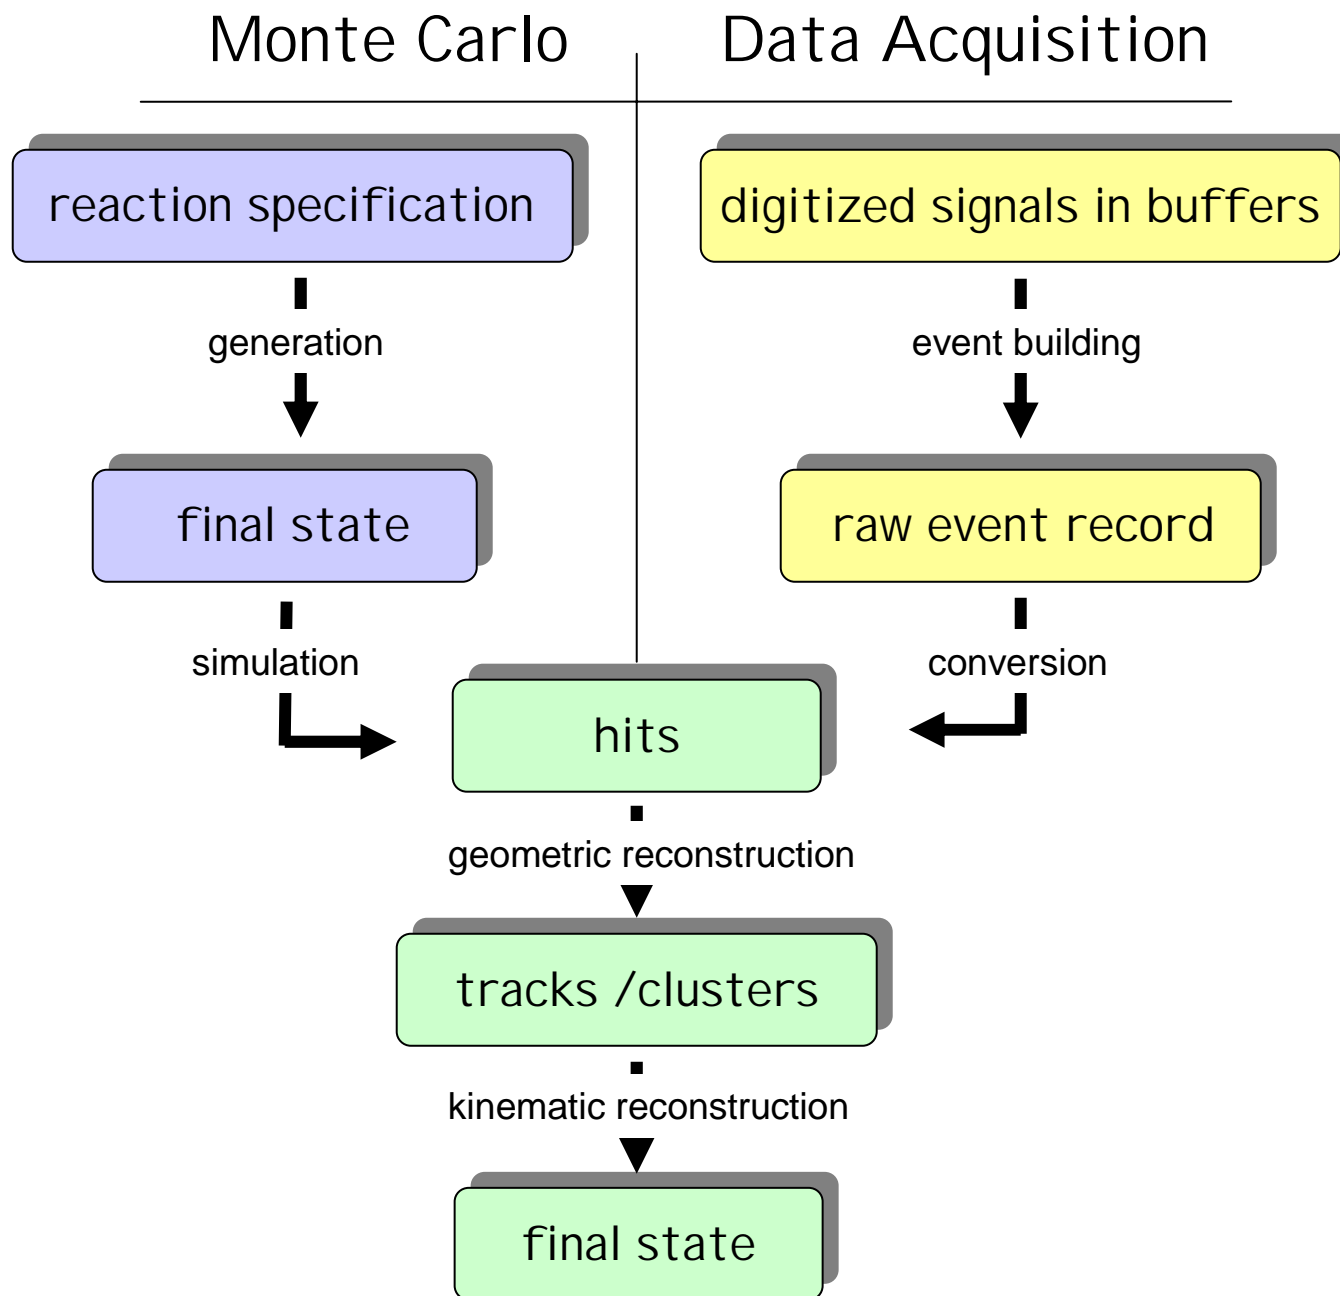 Monte Carlo
Data Acquisition
reaction specification
digitized signals in buffers
generation
event building
final state
raw event record
simulation
conversion
hits
geometric reconstruction
tracks /clusters
kinematic reconstruction
final state